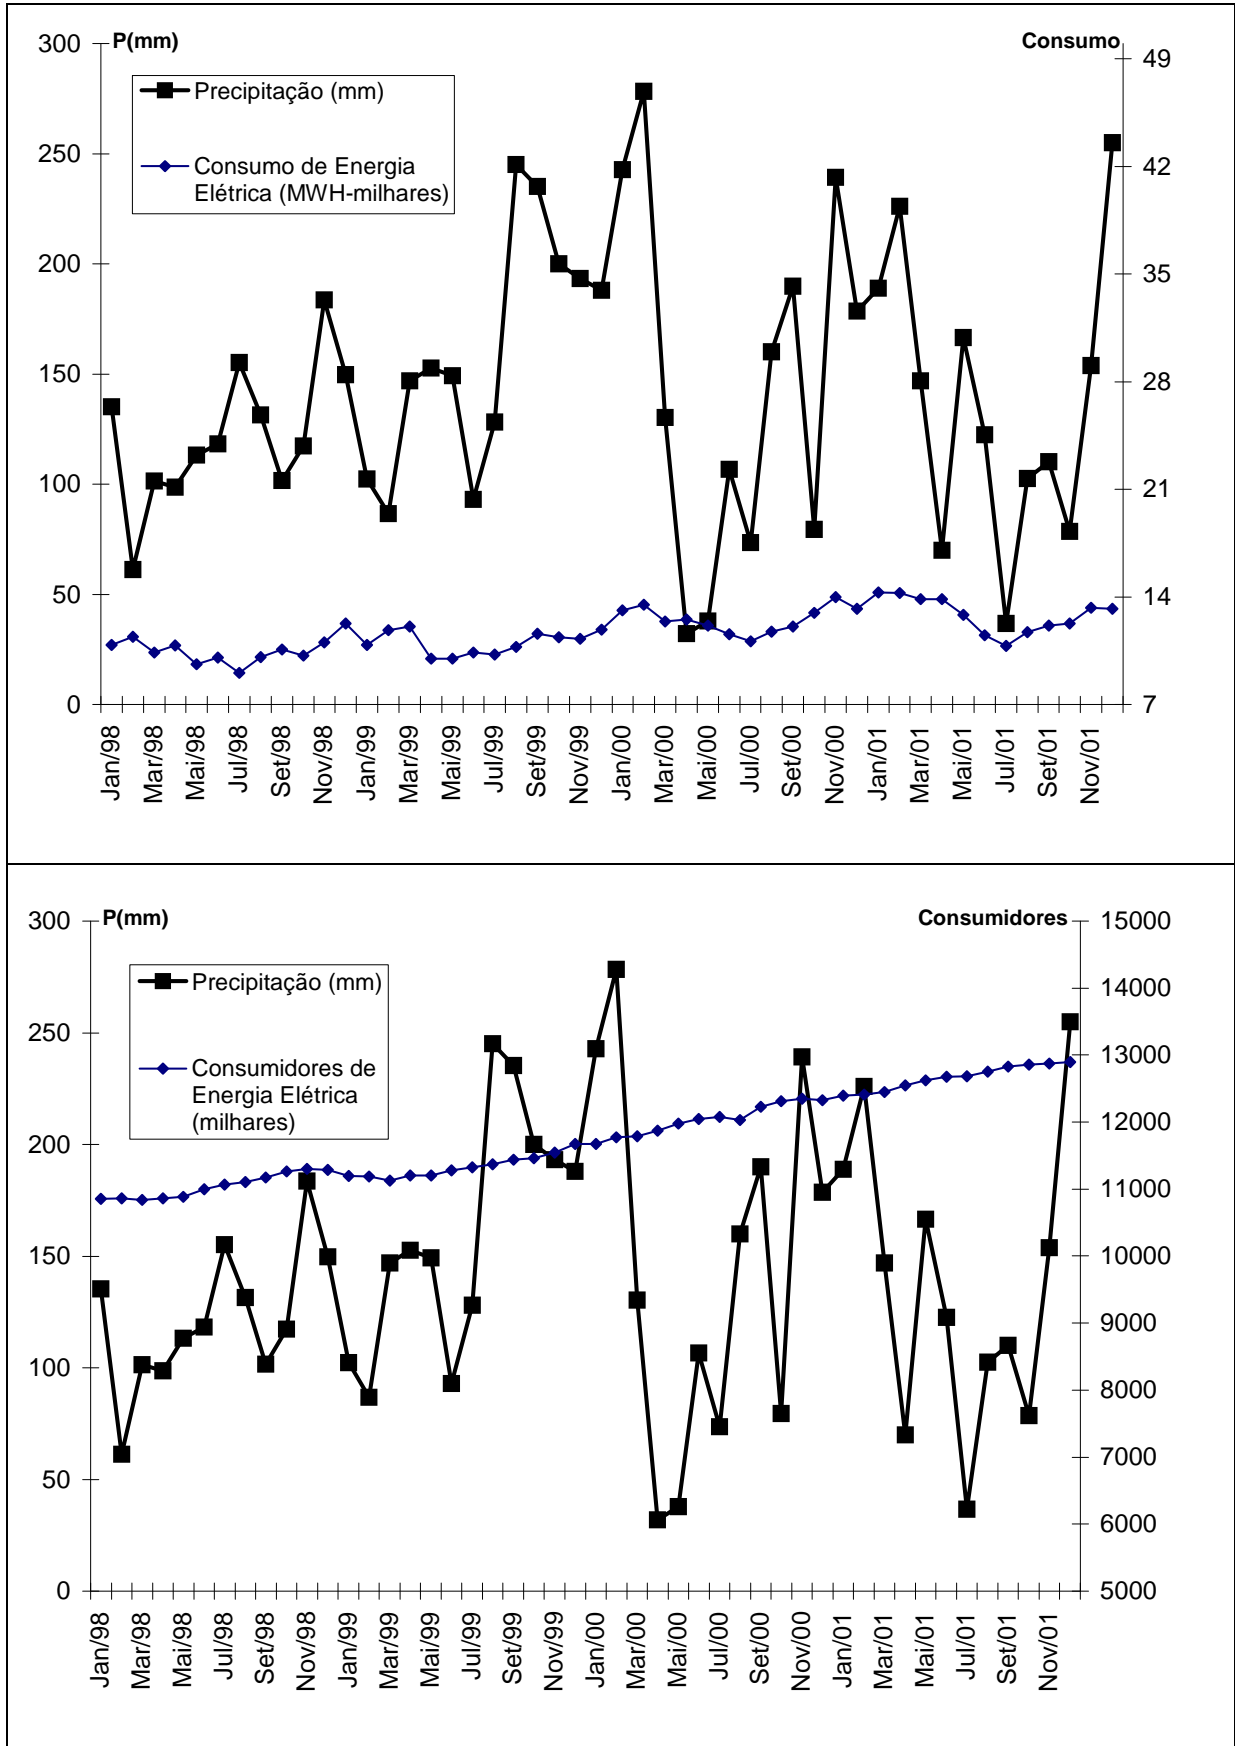 P(mm)
Consumo
Precipitação (mm)
Consumo de Energia
Elétrica (MWH-milhares)
300
250
200
150
100
50
0
49
42
35
28
21
14
7
Jan/98
Mar/98
Mai/98
Jul/98
Set/98
Nov/98
Jan/99
Mar/99
Mai/99
Jul/99
Set/99
Nov/99
Jan/00
Mar/00
Mai/00
Jul/00
Set/00
Nov/00
Jan/01
Mar/01
Mai/01
Jul/01
Set/01
Nov/01
P(mm)
Consumidores
Precipitação (mm)
Consumidores de
Energia Elétrica
(milhares)
300
250
200
150
100
50
0
15000
14000
13000
12000
11000
10000
9000
8000
7000
6000
5000
Jan/98
Mar/98
Mai/98
Jul/98
Set/98
Nov/98
Jan/99
Mar/99
Mai/99
Jul/99
Set/99
Nov/99
Jan/00
Mar/00
Mai/00
Jul/00
Set/00
Nov/00
Jan/01
Mar/01
Mai/01
Jul/01
Set/01
Nov/01